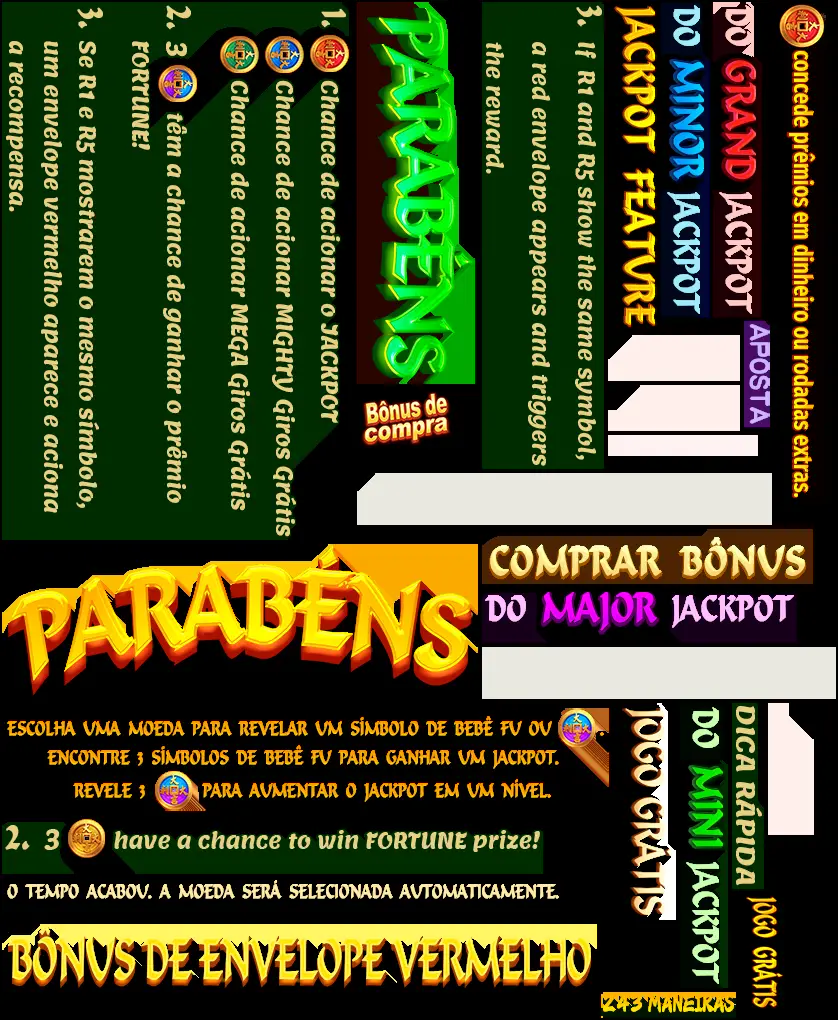 1. Chance de acionar o JACKPOT
Chance de acionar MIGHTY Giros Grátis
Chance de acionar MEGA Giros Grátis
2. 3 têm a chance de ganhar o prêmio
FORTUNE!
3. Se R1 e R5 mostrarem o mesmo símbolo,
um envelope vermelho aparece e aciona
a recompensa.
PARABÉNS
Bônus de
compra
3. If R1 and R5 show the same symbol,
a red envelope appears and triggers
the reward.
JACKPOT FEATURE
DO MINOR JACKPOT
DO GRAND JACKPOT
APOSTA
concede prêmios em dinheiro ou rodadas extras.
COMPRAR BÔNUS
DO MAJOR JACKPOT
PARABÉNS
ESCOLHA UMA MOEDA PARA REVELAR UM SÍMBOLO DE BEBÊ FU OU
ENCONTRE 3 SÍMBOLOS DE BEBÊ FU PARA GANHAR UM JACKPOT.
REVELE 3 PARA AUMENTAR O JACKPOT EM UM NÍVEL.
2. 3 have a chance to win FORTUNE prize!
O TEMPO ACABOU. A MOEDA SERÁ SELECIONADA AUTOMATICAMENTE.
BÔNUS DE ENVELOPE VERMELHO
JOGO GRÁTIS
DO MINI JACKPOT
DICA RÁPIDA
JOGO GRÁTIS
243 MANEIRAS